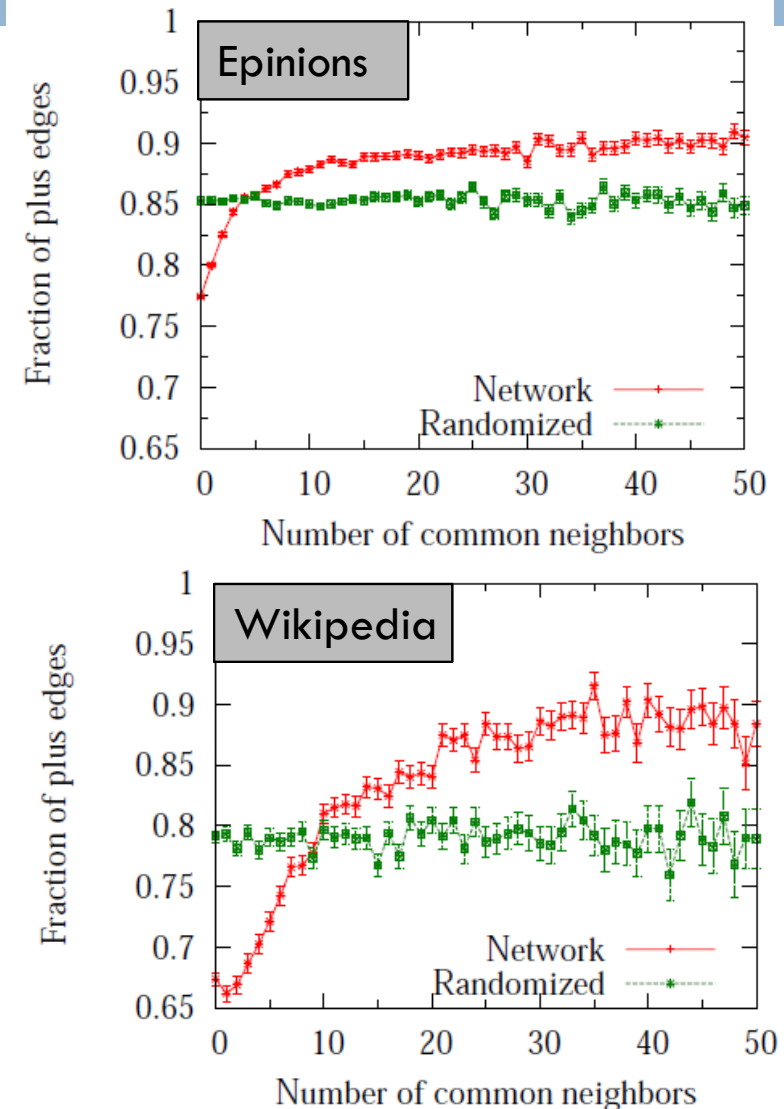 Epinions
Fraction of plus edges
1
0.95
0.9
0.85
0.8
0.75
0.7
0.65
Network
Randomized
0 10 20 30 40 50
Number of common neighbors
Wikipedia
Fraction of plus edges
1
0.95
0.9
0.85
0.8
0.75
0.7
0.65
Network
Randomized
0 10 20 30 40 50
Number of common neighbors